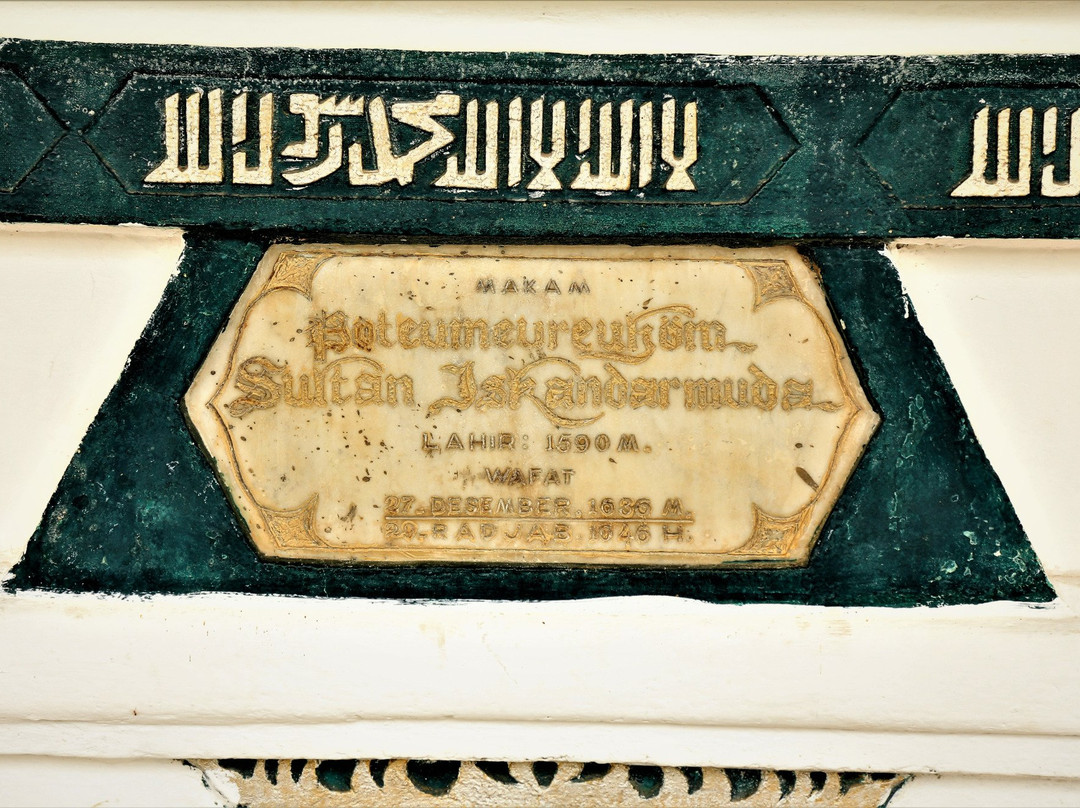 لا اله الا الله محمد رسول الله
MAKAM
Poteumeureuhôm
Sultan Iskandarmuda
LAHIR: 1590 M.
WAFAT
27. DESEMBER. 1636 M.
29. RADJAB. 1046 H.